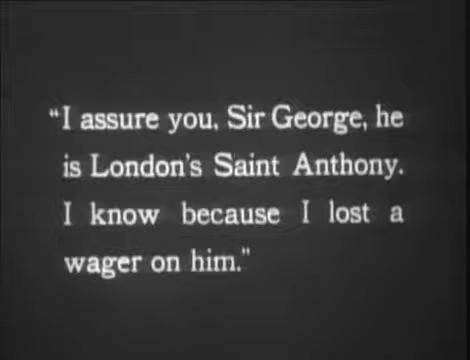 "I assure you, Sir George, he
is London's Saint Anthony.
I know because I lost a
wager on him."